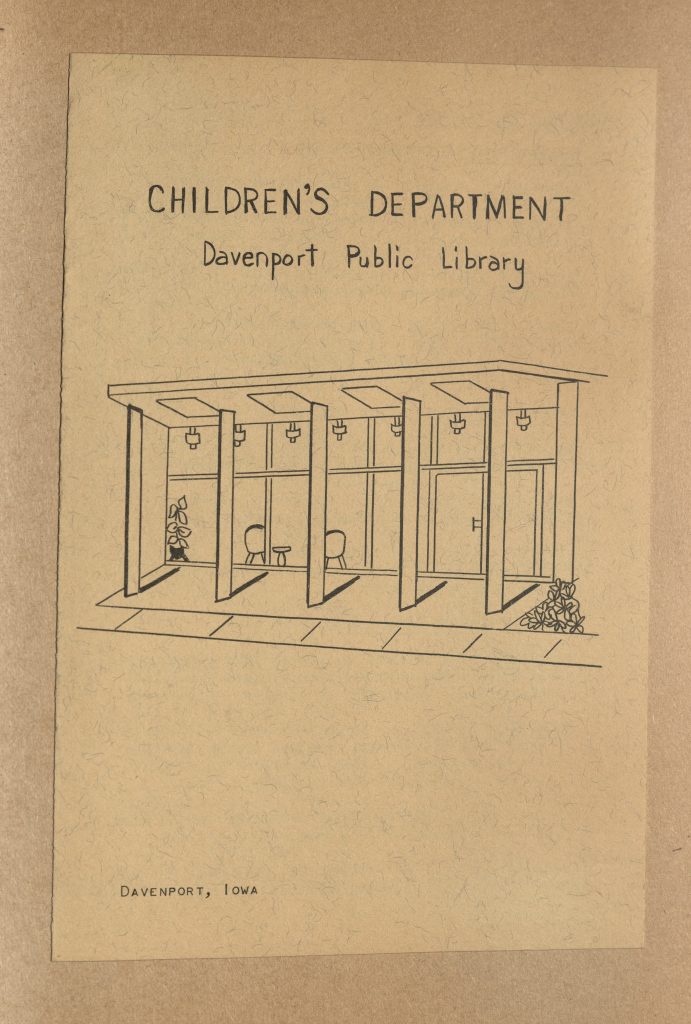 CHILDREN'S DEPARTMENT
Davenport Public Library
DAVENPORT, IOWA